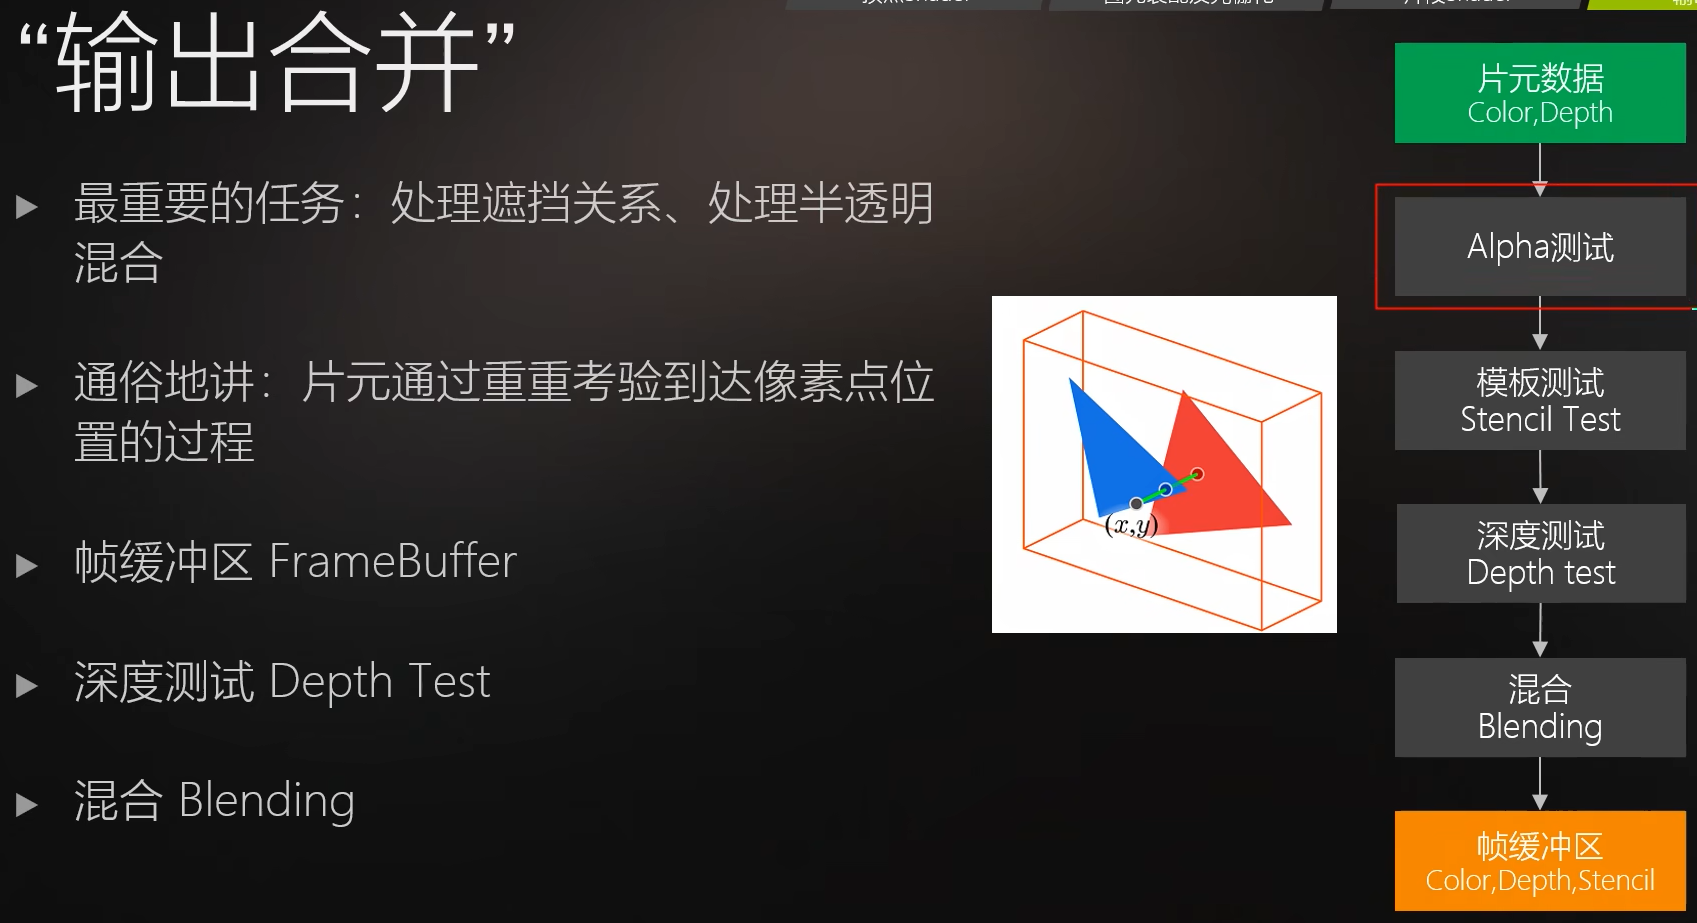 “输出合并”
最重要的任务：处理遮挡关系、处理半透明
混合
通俗地讲：片元通过重重考验到达像素点位
置的过程
帧缓冲区 FrameBuffer
深度测试 Depth Test
混合 Blending
(x,y)
片元数据
Color,Depth
Alpha测试
模板测试
Stencil Test
深度测试
Depth test
混合
Blending
帧缓冲区
Color,Depth,Stencil